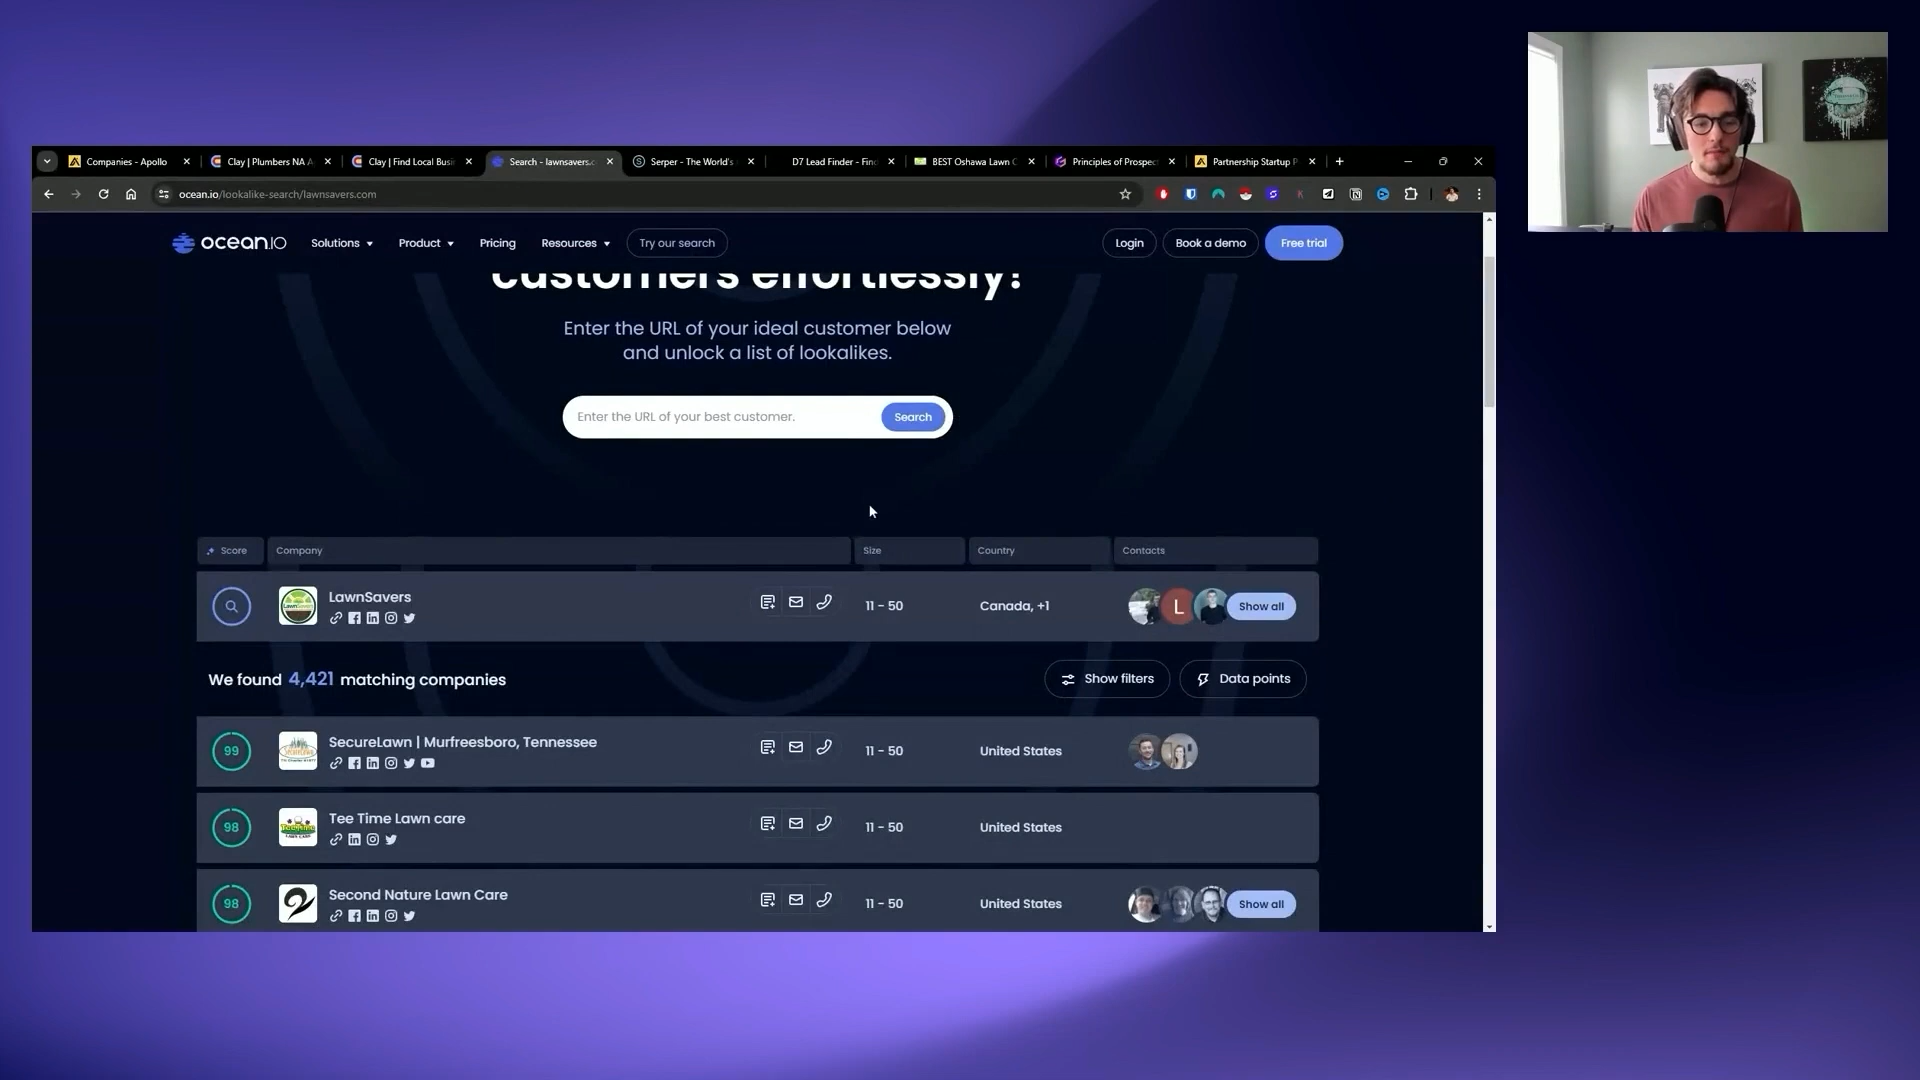 Companies - Apollo
Clay | Plumbers NA A
Clay | Find Local Busi
Search - lawnsavers.c
Serper - The World's
D7 Lead Finder - Find
BEST Oshawa Lawn C
Principles of Prospec
Partnership Startup P
ocean.io/lookalike-search/lawnsavers.com
ocean.IO
Solutions
Product
Pricing
Resources
Try our search
Login
Book a demo
Free trial
customers effortlessly!
Enter the URL of your ideal customer below
and unlock a list of lookalikes.
Enter the URL of your best customer.
Search
Score
Company
Size
Country
Contacts
LawnSavers
11 - 50
Canada, +1
L
Show all
We found 4,421 matching companies
Show filters
Data points
99
SecureLawn | Murfreesboro, Tennessee
11 - 50
United States
98
Tee Time Lawn care
11 - 50
United States
98
Second Nature Lawn Care
11 - 50
United States
Show all